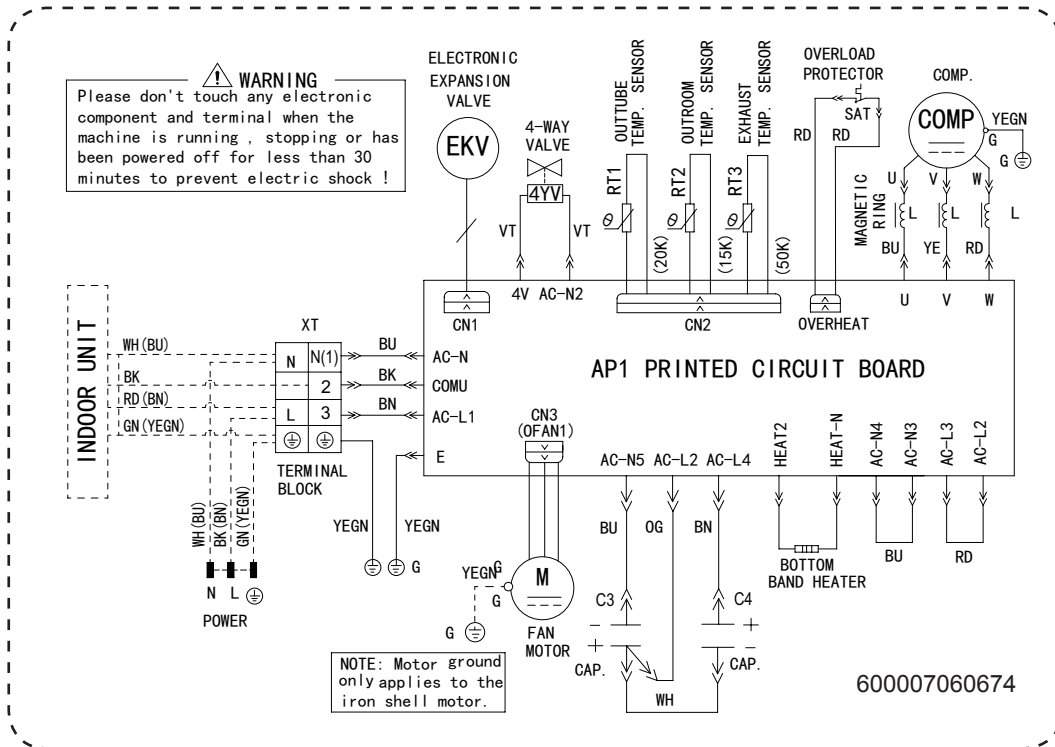 WARNING
Please don't touch any electronic
component and terminal when the
machine is running , stopping or has
been powered off for less than 30
minutes to prevent electric shock !
ELECTRONIC
EXPANSION
VALVE
EKV
4-WAY
VALVE
4YV
VT
VT
OUTTUBE
TEMP. SENSOR
OUTROOM
TEMP. SENSOR
EXHAUST
TEMP. SENSOR
RT1
RT2
RT3
θ
θ
θ
(20K)
(15K)
(50K)
OVERLOAD
PROTECTOR
SAT
RD
RD
COMP.
COMP
YEGN
G
G
U
V
W
MAGNETIC
RING
L
L
L
BU
YE
RD
CN1
4V AC-N2
CN2
OVERHEAT
U
V
W
AP1 PRINTED CIRCUIT BOARD
INDOOR UNIT
WH(BU)
BK
RD(BN)
GN(YEGN)
XT
N
N(1)
2
L
3
TERMINAL
BLOCK
BU
BK
BN
AC-N
COMU
AC-L1
E
YEGN
YEGN
G
WH(BU)
BK(BN)
GN(YEGN)
N L
POWER
CN3
(OFAN1)
M
YEGN
G
G
G
FAN
MOTOR
NOTE: Motor ground
only applies to the
iron shell motor.
AC-N5 AC-L2 AC-L4
BU
OG
BN
C3
C4
-
+
+
-
CAP.
CAP.
WH
HEAT2
HEAT-N
AC-N4
AC-N3
AC-L3
AC-L2
BOTTOM
BAND HEATER
BU
RD
600007060674